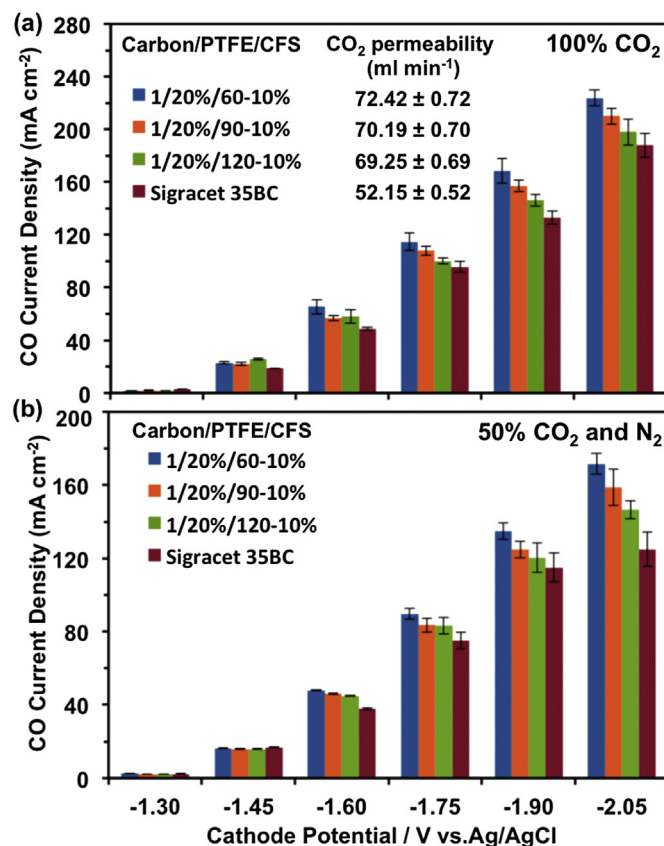 (a)
280
240
200
160
120
80
40
0
CO Current Density (mA cm⁻²)
Carbon/PTFE/CFS
CO₂ permeability
(ml min⁻¹)
100% CO₂
1/20%/60-10% 72.42 ± 0.72
1/20%/90-10% 70.19 ± 0.70
1/20%/120-10% 69.25 ± 0.69
Sigracet 35BC 52.15 ± 0.52
(b)
200
160
120
80
40
0
CO Current Density (mA cm⁻²)
Carbon/PTFE/CFS
50% CO₂ and N₂
1/20%/60-10%
1/20%/90-10%
1/20%/120-10%
Sigracet 35BC
-1.30 -1.45 -1.60 -1.75 -1.90 -2.05
Cathode Potential / V vs.Ag/AgCl